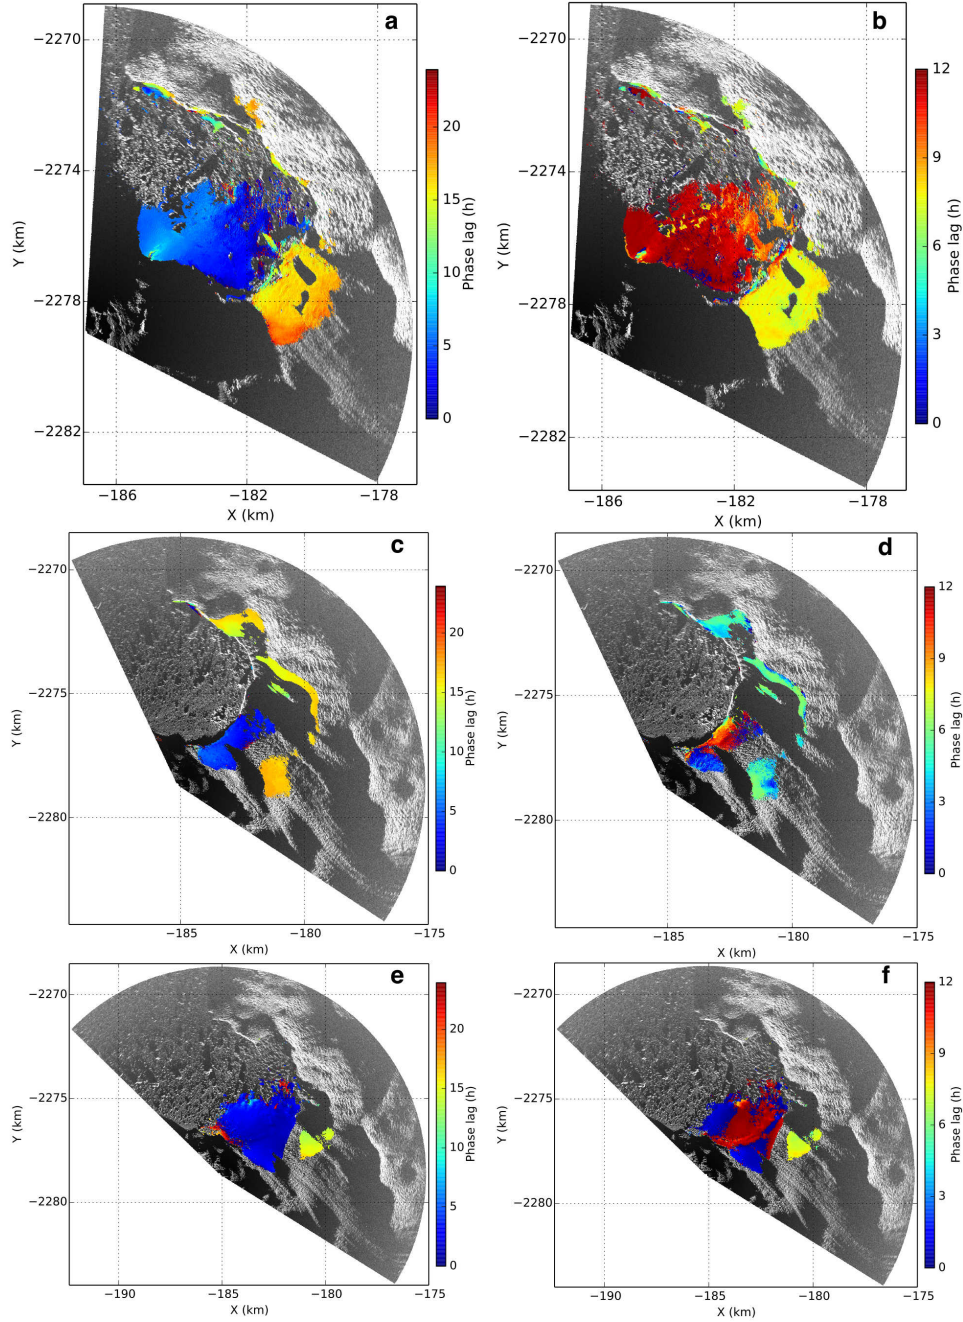 a
−2270
−2274
−2278
−2282
Y (km)
−186
−182
−178
X (km)
20
15
10
5
0
Phase lag (h)
b
−2270
−2274
−2278
−2282
Y (km)
−186
−182
−178
X (km)
12
9
6
3
0
Phase lag (h)
c
−2270
−2275
−2280
Y (km)
−185
−180
−175
X (km)
20
15
10
5
0
Phase lag (h)
d
−2270
−2275
−2280
Y (km)
−185
−180
−175
X (km)
12
9
6
3
0
Phase lag (h)
e
−2270
−2275
−2280
Y (km)
−190
−185
−180
−175
X (km)
20
15
10
5
0
Phase lag (h)
f
−2270
−2275
−2280
Y (km)
−190
−185
−180
−175
X (km)
12
9
6
3
0
Phase lag (h)